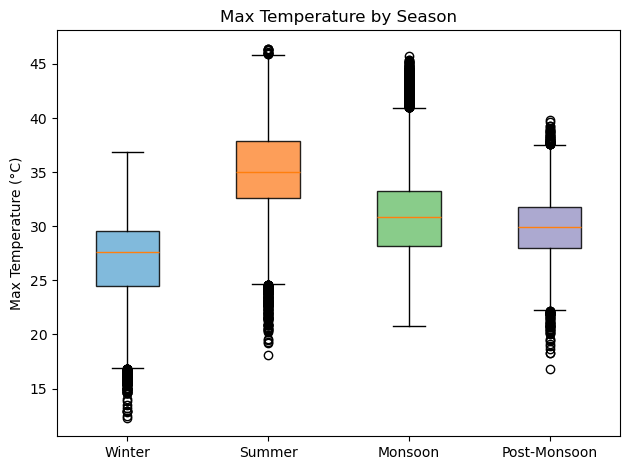 Max Temperature by Season
Max Temperature (°C)
45
40
35
30
25
20
15
Winter
Summer
Monsoon
Post-Monsoon